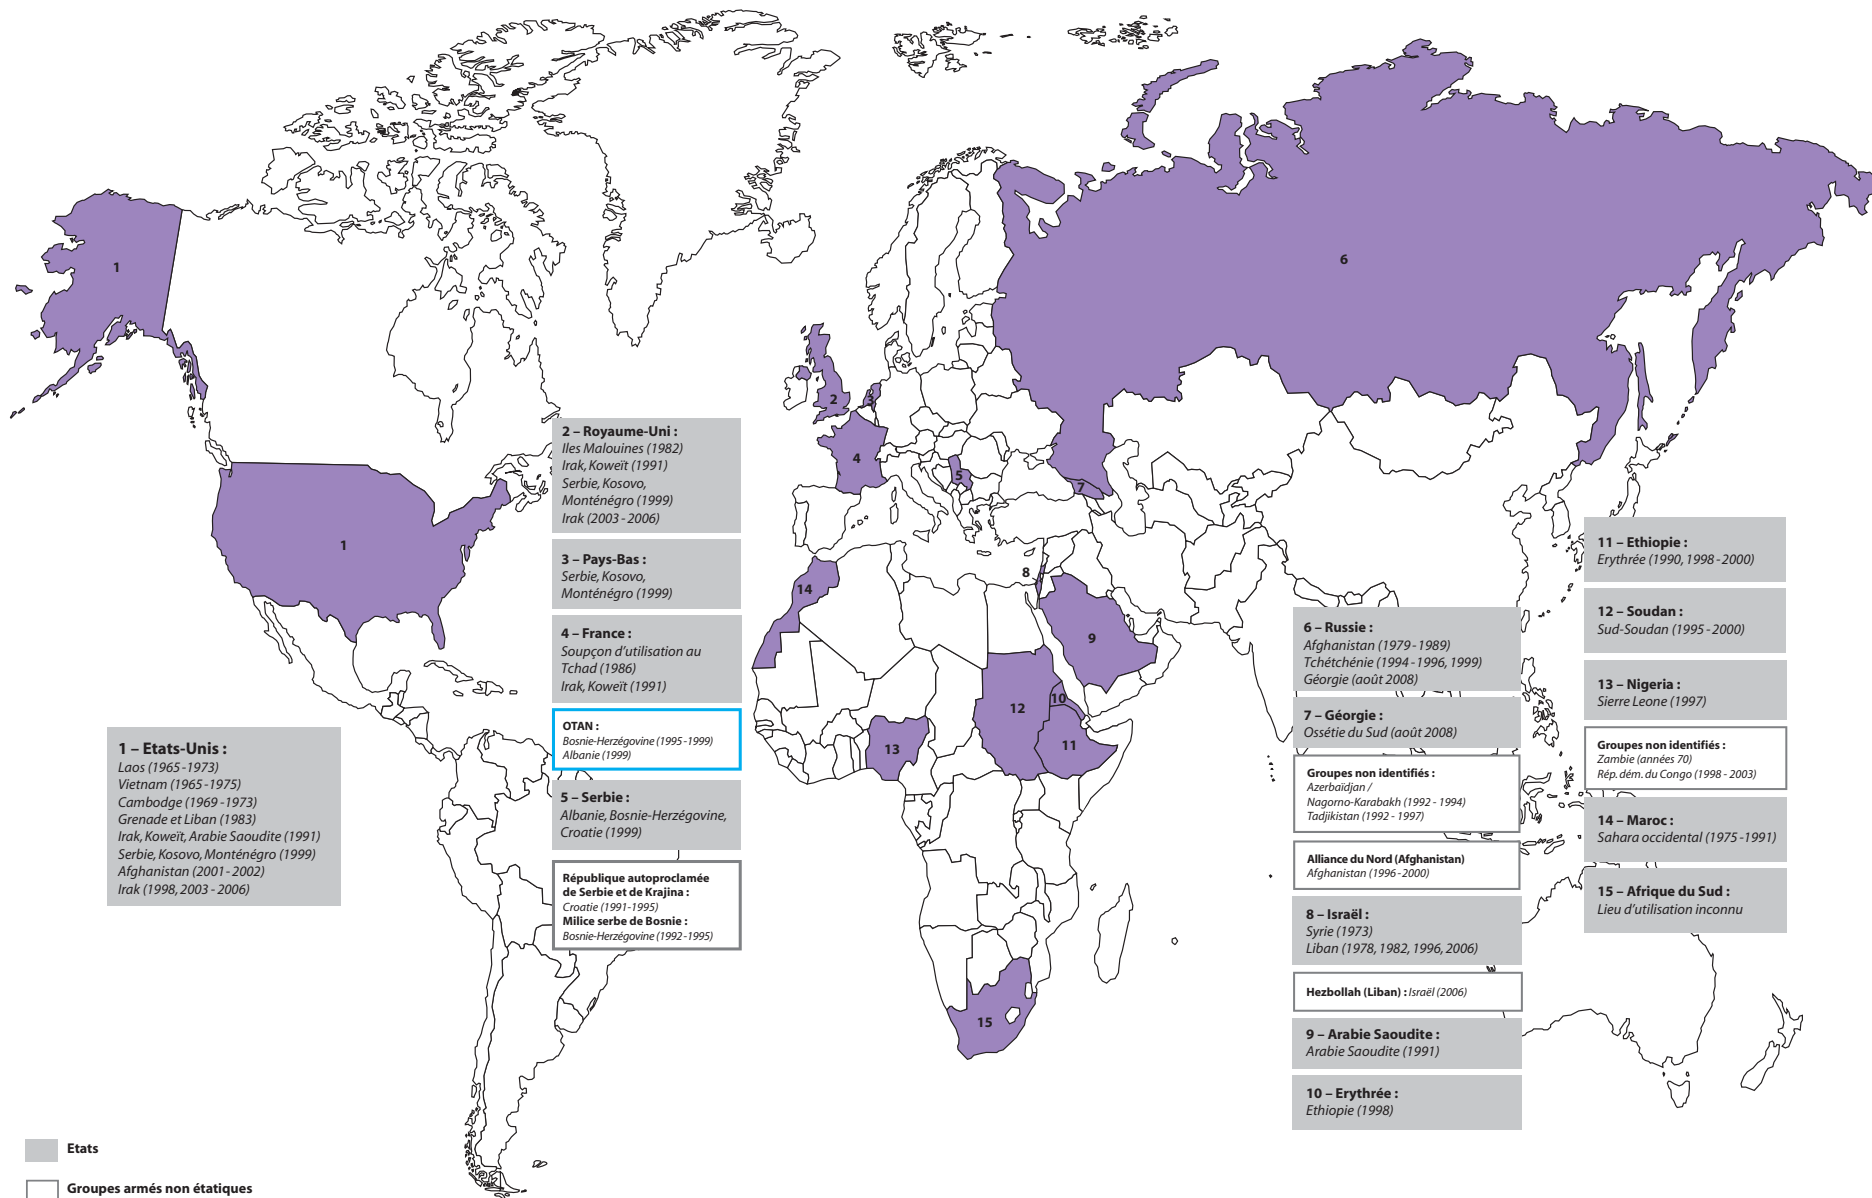 1
1
2
3
4
5
6
7
8
9
10
11
12
13
14
15
1 – Etats-Unis :
Laos (1965-1973)
Vietnam (1965-1975)
Cambodge (1969-1973)
Grenade et Liban (1983)
Irak, Koweït, Arabie Saoudite (1991)
Serbie, Kosovo, Monténégro (1999)
Afghanistan (2001-2002)
Irak (1998, 2003-2006)
2 – Royaume-Uni :
Iles Malouines (1982)
Irak, Koweït (1991)
Serbie, Kosovo,
Monténégro (1999)
Irak (2003-2006)
3 – Pays-Bas :
Serbie, Kosovo,
Monténégro (1999)
4 – France :
Soupçon d'utilisation au
Tchad (1986)
Irak, Koweït (1991)
OTAN :
Bosnie-Herzégovine (1995-1999)
Albanie (1999)
5 – Serbie :
Albanie, Bosnie-Herzégovine,
Croatie (1999)
République autoproclamée
de Serbie et de Krajina :
Croatie (1991-1995)
Milice serbe de Bosnie :
Bosnie-Herzégovine (1992-1995)
6 – Russie :
Afghanistan (1979-1989)
Tchétchénie (1994-1996, 1999)
Géorgie (août 2008)
7 – Géorgie :
Ossétie du Sud (août 2008)
Groupes non identifiés :
Azerbaïdjan /
Nagorno-Karabakh (1992 - 1994)
Tadjikistan (1992 - 1997)
Alliance du Nord (Afghanistan)
Afghanistan (1996-2000)
8 – Israël :
Syrie (1973)
Liban (1978, 1982, 1996, 2006)
Hezbollah (Liban) : Israël (2006)
9 – Arabie Saoudite :
Arabie Saoudite (1991)
10 – Erythrée :
Ethiopie (1998)
11 – Ethiopie :
Erythrée (1990, 1998-2000)
12 – Soudan :
Sud-Soudan (1995-2000)
13 – Nigeria :
Sierre Leone (1997)
Groupes non identifiés :
Zambie (années 70)
Rép. dém. du Congo (1998 - 2003)
14 – Maroc :
Sahara occidental (1975-1991)
15 – Afrique du Sud :
Lieu d'utilisation inconnu
Etats
Groupes armés non étatiques